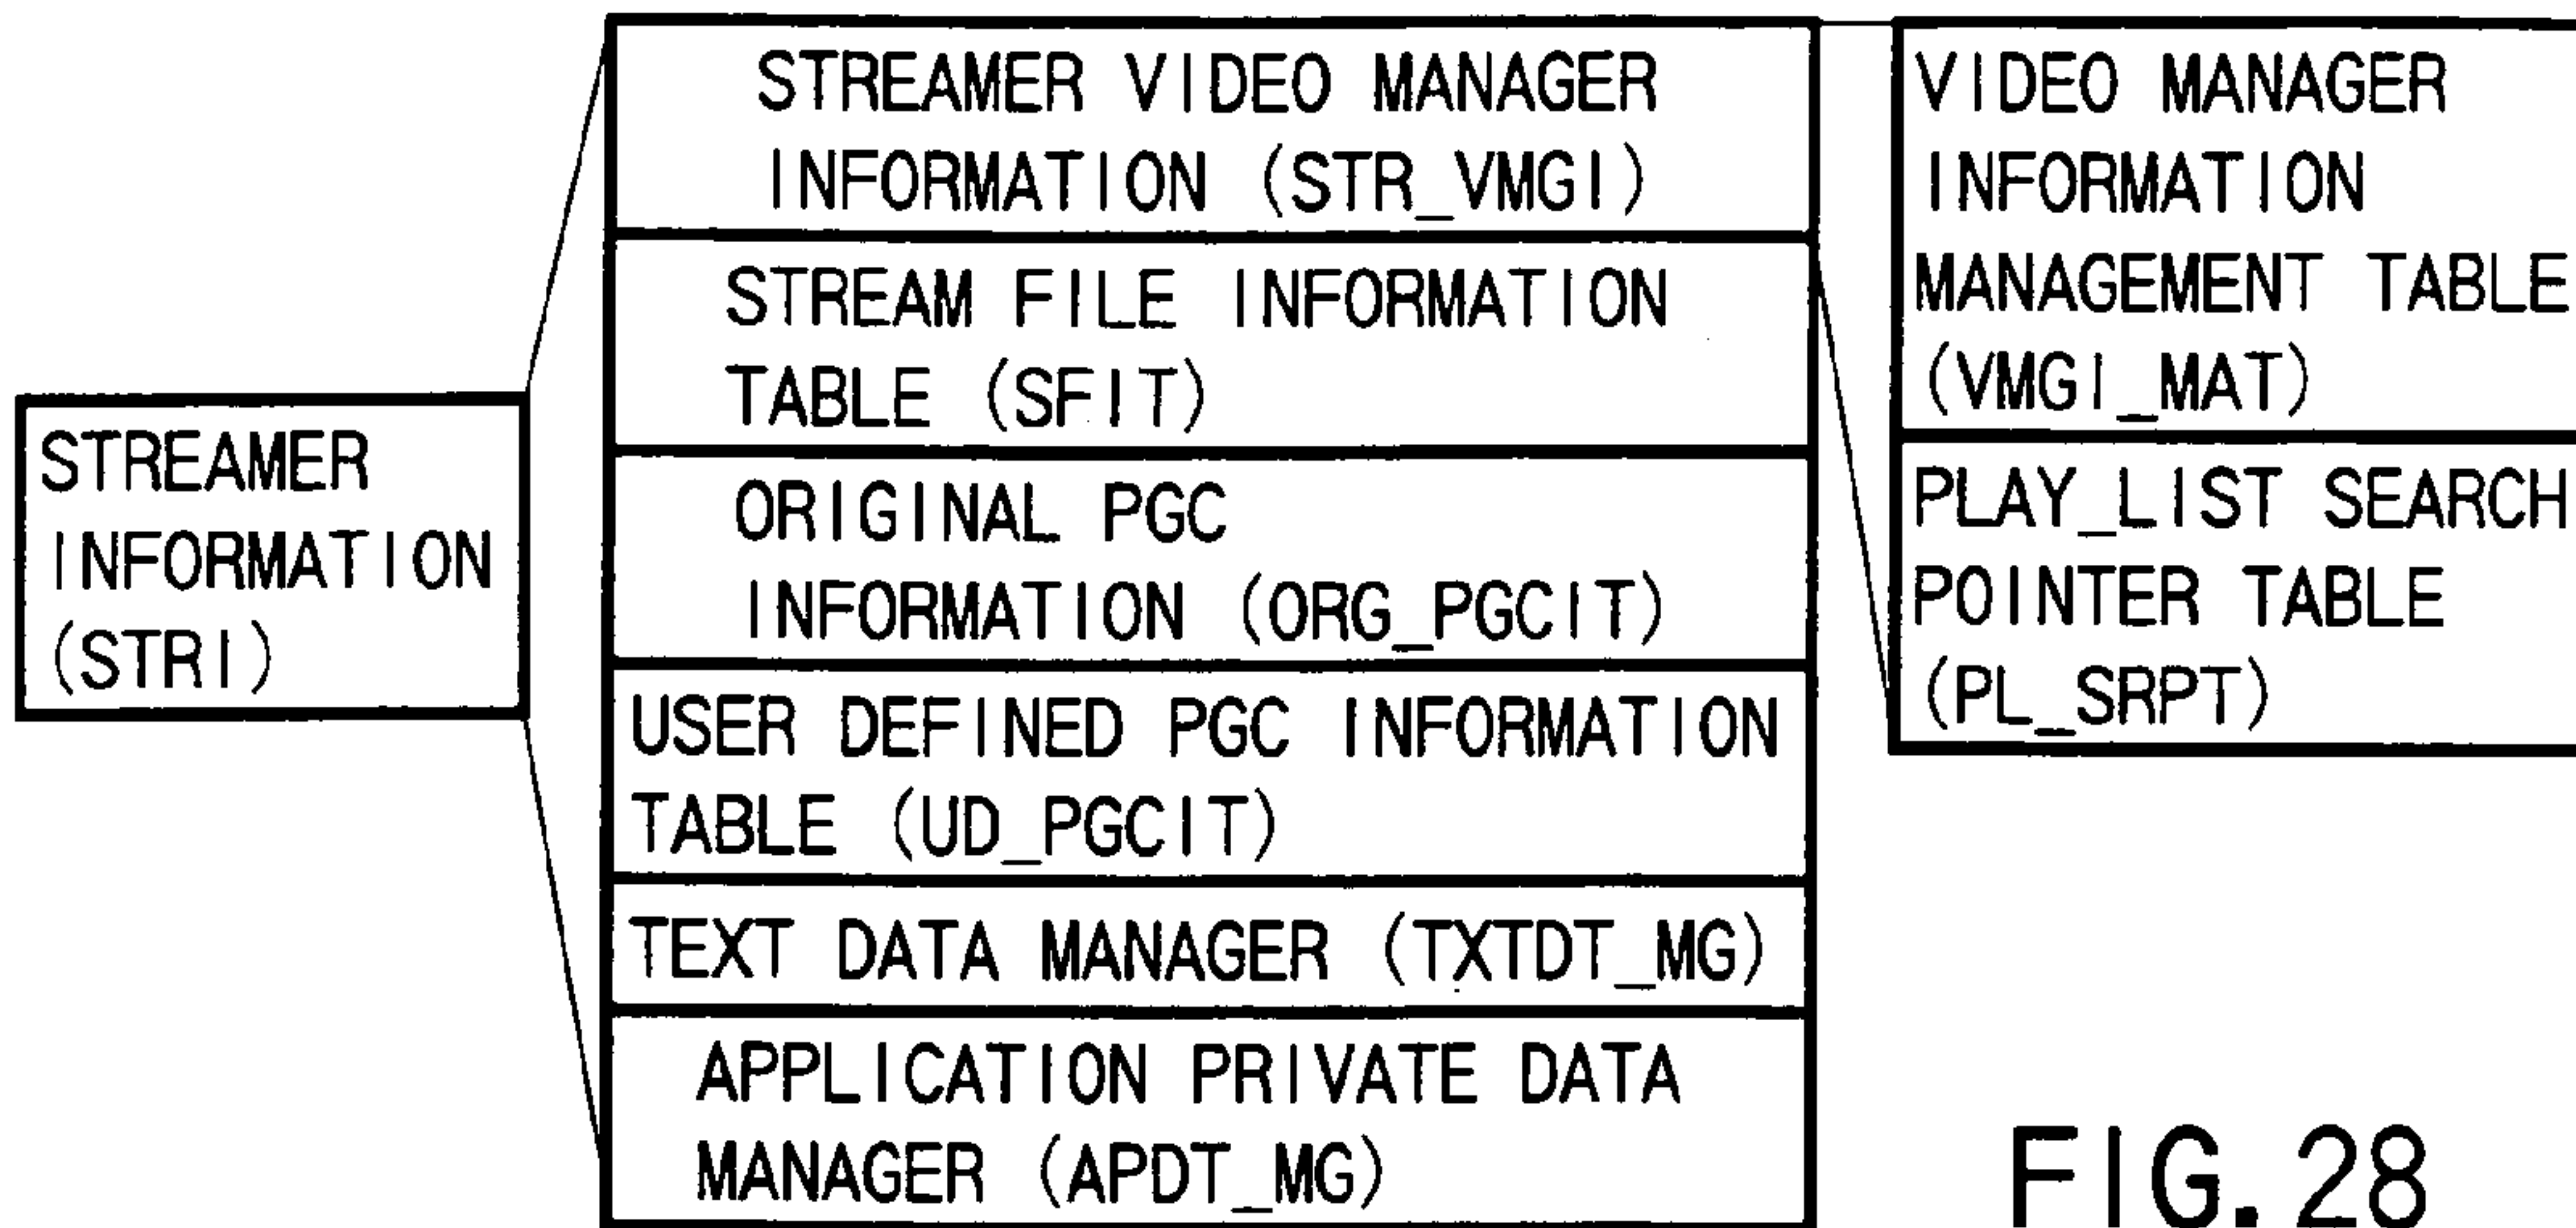 STREAMER
INFORMATION
(STRI)
STREAMER VIDEO MANAGER
INFORMATION (STR_VMGI)
STREAM FILE INFORMATION
TABLE (SFIT)
ORIGINAL PGC
INFORMATION (ORG_PGCIT)
USER DEFINED PGC INFORMATION
TABLE (UD_PGCIT)
TEXT DATA MANAGER (TXTDT_MG)
APPLICATION PRIVATE DATA
MANAGER (APDT_MG)
VIDEO MANAGER
INFORMATION
MANAGEMENT TABLE
(VMGI_MAT)
PLAY_LIST SEARCH
POINTER TABLE
(PL_SRPT)
FIG. 28